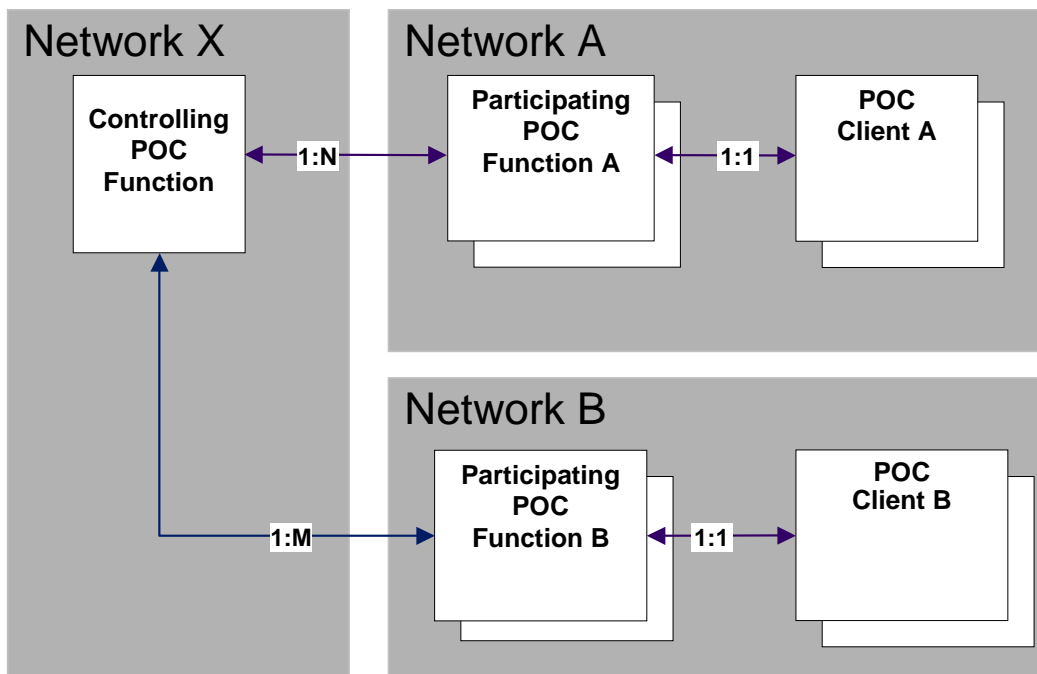 Network X
Controlling
POC
Function
1:N
1:M
Network A
Participating
POC
Function A
1:1
POC
Client A
Network B
Participating
POC
Function B
1:1
POC
Client B